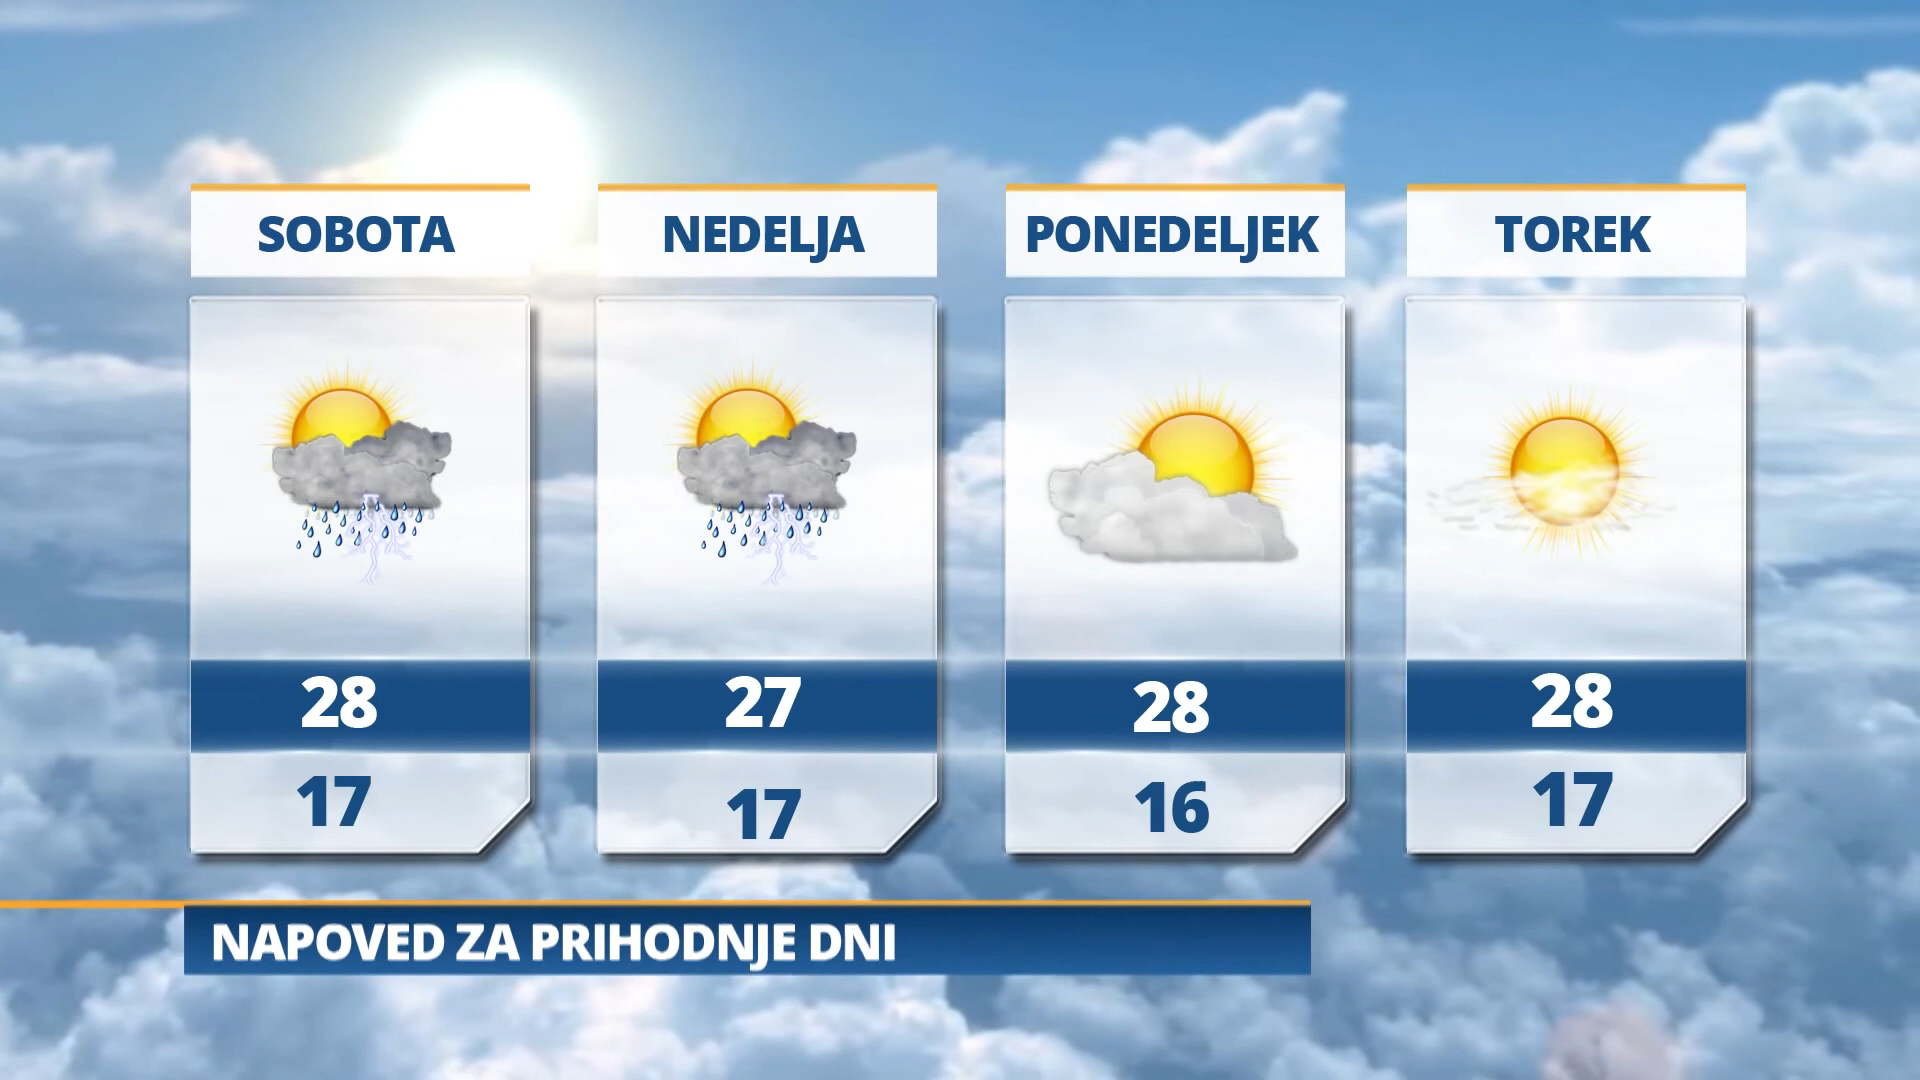 SOBOTA
NEDELJA
PONEDELJEK
TOREK
28
27
28
28
17
17
16
17
NAPOVED ZA PRIHODNJE DNI